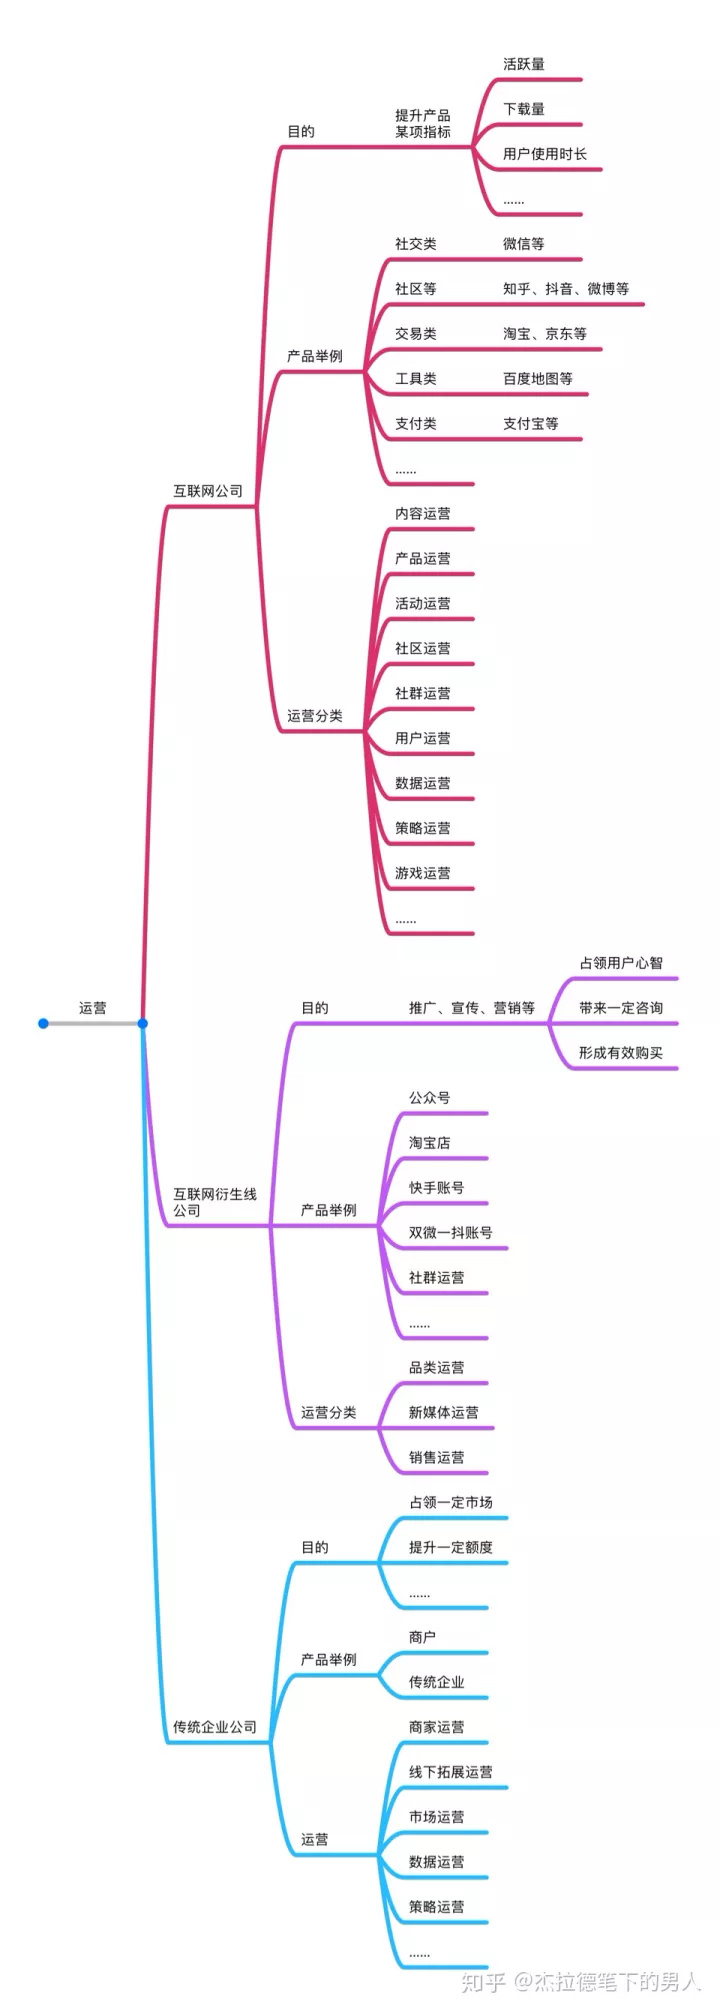 活跃量
提升产品
某项指标
下载量
目的
用户使用时长
......
社交类 微信等
社区等 知乎、抖音、微博等
交易类 淘宝、京东等
产品举例
工具类 百度地图等
支付类 支付宝等
......
互联网公司
内容运营
产品运营
活动运营
社区运营
社群运营
运营分类
用户运营
数据运营
策略运营
游戏运营
......
占领用户心智
运营
目的 推广、宣传、营销等 带来一定咨询
形成有效购买
公众号
淘宝店
快手账号
互联网衍生线
公司
产品举例
双微一抖账号
社群运营
......
品类运营
运营分类 新媒体运营
销售运营
占领一定市场
目的 提升一定额度
......
商户
产品举例
传统企业
传统企业公司
商家运营
线下拓展运营
市场运营
运营
数据运营
策略运营
......
知乎 @杰拉德笔下的男人